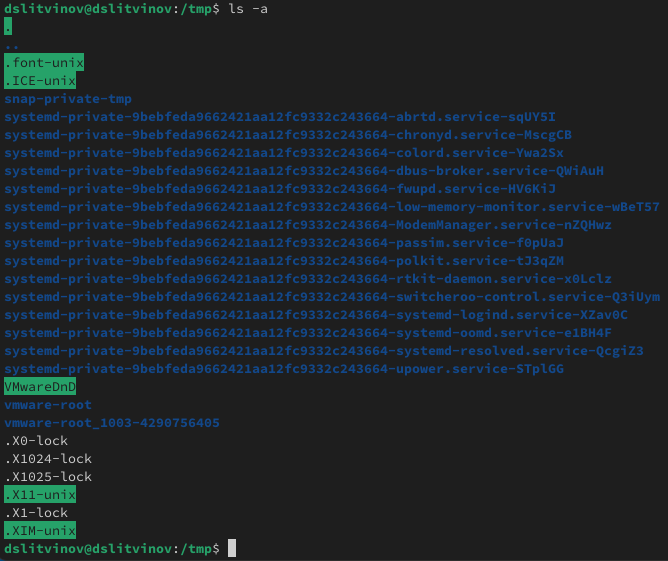 dslitvinov@dslitvinov:/tmp$ ls -a
.
..
.font-unix
.ICE-unix
snap-private-tmp
systemd-private-9bebfeda9662421aa12fc9332c243664-abrtd.service-sqUY5I
systemd-private-9bebfeda9662421aa12fc9332c243664-chronyd.service-MscgCB
systemd-private-9bebfeda9662421aa12fc9332c243664-colord.service-Ywa2Sx
systemd-private-9bebfeda9662421aa12fc9332c243664-dbus-broker.service-QWiAuH
systemd-private-9bebfeda9662421aa12fc9332c243664-fwupd.service-HV6KiJ
systemd-private-9bebfeda9662421aa12fc9332c243664-low-memory-monitor.service-wBeT57
systemd-private-9bebfeda9662421aa12fc9332c243664-ModemManager.service-nZQHwz
systemd-private-9bebfeda9662421aa12fc9332c243664-passim.service-f0pUaJ
systemd-private-9bebfeda9662421aa12fc9332c243664-polkit.service-tJ3qZM
systemd-private-9bebfeda9662421aa12fc9332c243664-rtkit-daemon.service-x0Lclz
systemd-private-9bebfeda9662421aa12fc9332c243664-switcheroo-control.service-Q3iUym
systemd-private-9bebfeda9662421aa12fc9332c243664-systemd-logind.service-XZav0C
systemd-private-9bebfeda9662421aa12fc9332c243664-systemd-oomd.service-e1BH4F
systemd-private-9bebfeda9662421aa12fc9332c243664-systemd-resolved.service-QcgiZ3
systemd-private-9bebfeda9662421aa12fc9332c243664-upower.service-STplGG
VMwareDnD
vmware-root
vmware-root_1003-4290756405
.X0-lock
.X1024-lock
.X1025-lock
.X11-unix
.X1-lock
.XIM-unix
dslitvinov@dslitvinov:/tmp$